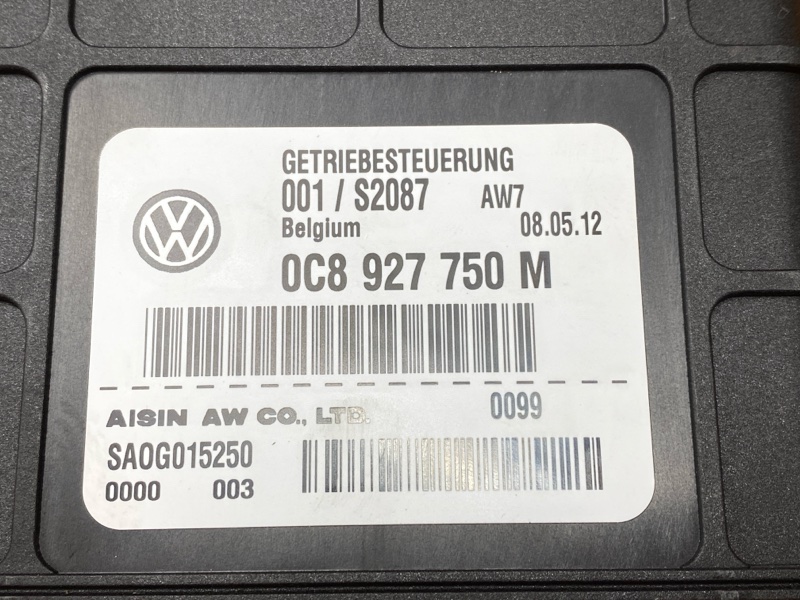 GETRIEBESTEUERUNG
001 / S2087 AW7
Belgium 08.05.12
0C8 927 750 M
AISIN AW CO., LTD. 0099
SA0G015250
0000 003